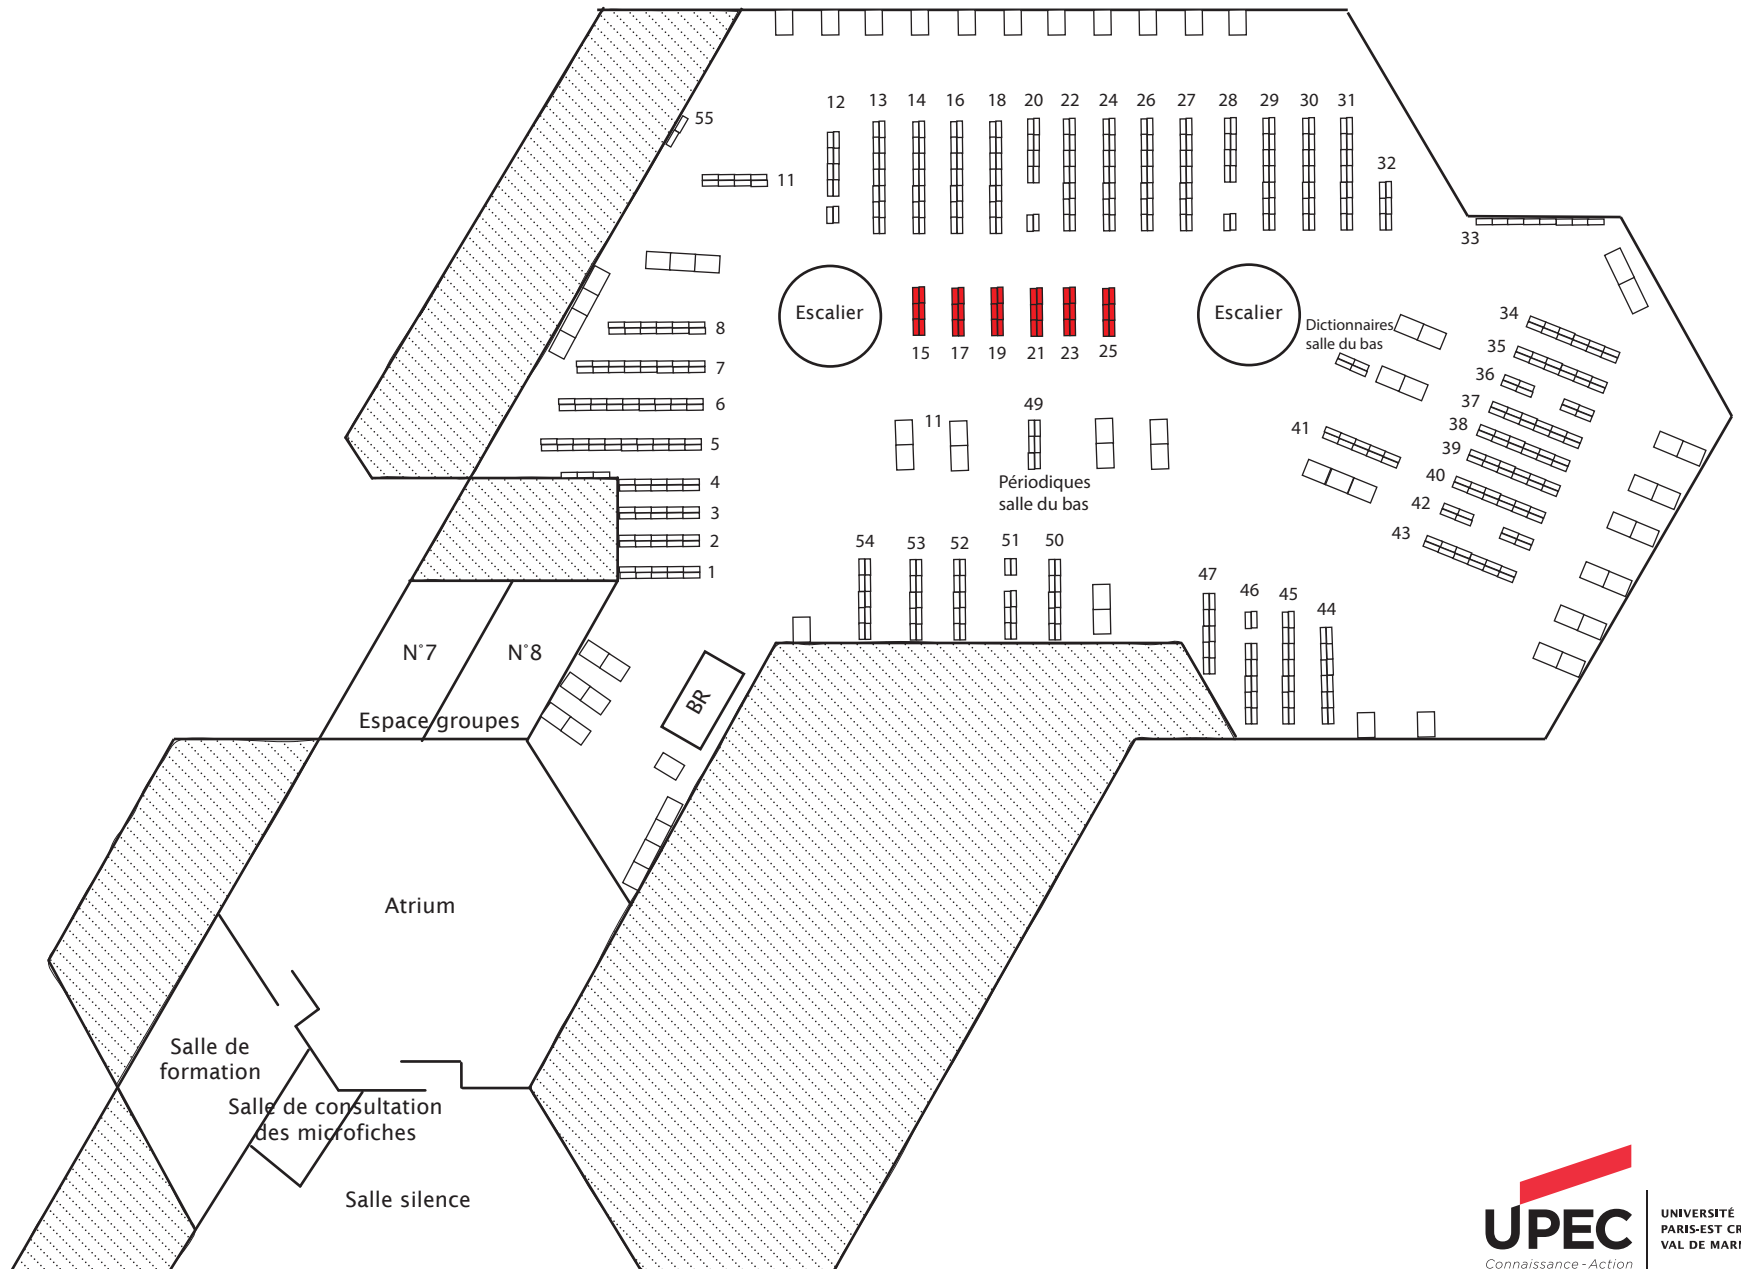 12 13 14 16 18 20 22 24 26 27 28 29 30 31
55
32
11
33
Escalier
Escalier
34
8
Dictionnaires
salle du bas
15 17 19 21 23 25
35
7
36
6
37
11
49
38
41
5
39
40
4
Périodiques
salle du bas
42
3
43
2
54 53 52 51 50
1
47
46 45 44
N°7
N°8
BR
Espace groupes
Atrium
Salle de
formation
Salle de consultation
des microfiches
Salle silence
UPEC
Connaissance - Action
UNIVERSITÉ
PARIS-EST
VAL DE